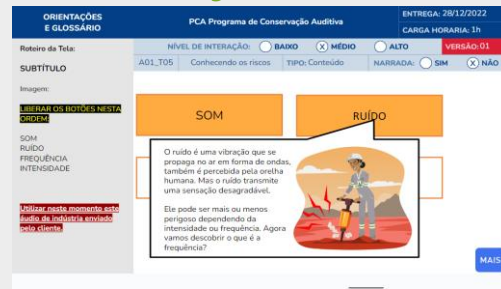 ORIENTAÇÕES
E GLOSSÁRIO
PCA Programa de Conservação Auditiva
ENTREGA: 28/12/2022
CARGA HORARIA: 1h
Roteiro da Tela:
NÍVEL DE INTERAÇÃO: BAIXO X MÉDIO ALTO
VERSÃO:01
SUBTÍTULO
A01_T05 Conhecendo os riscos TIPO: Conteúdo NARRADA: SIM X NÃO
Imagem:
LIBERAR OS BOTÕES NESTA
ORDEM:
SOM
RUÍDO
FREQUÊNCIA
INTENSIDADE
Utilizar neste momento este
áudio de indústria enviado
pelo cliente.
SOM
RUÍDO
O ruído é uma vibração que se
propaga no ar em forma de ondas,
também é percebida pela orelha
humana. Mas o ruído transmite
uma sensação desagradável.
Ele pode ser mais ou menos
perigoso dependendo da
intensidade ou frequência. Agora
vamos descobrir o que é a
frequência?
MAIS